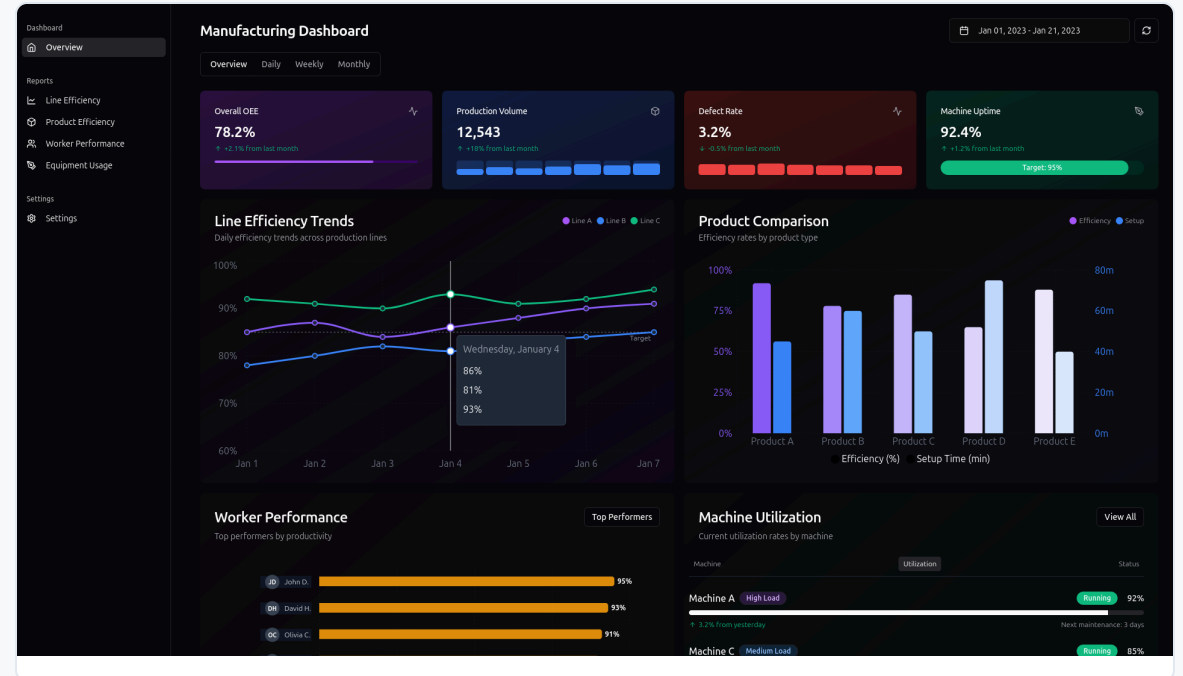 Dashboard
Overview
Reports
Line Efficiency
Product Efficiency
Worker Performance
Equipment Usage
Settings
Settings
Manufacturing Dashboard
Jan 01, 2023 - Jan 21, 2023
Overview Daily Weekly Monthly
Overall OEE
78.2%
↑ +2.1% from last month
Production Volume
12,543
↑ +18% from last month
Defect Rate
3.2%
↓ -0.5% from last month
Machine Uptime
92.4%
↑ +1.2% from last month
Target: 95%
Line Efficiency Trends
Daily efficiency trends across production lines
Line A Line B Line C
100%
90%
80%
70%
60%
Target
Wednesday, January 4
86%
81%
93%
Jan 1 Jan 2 Jan 3 Jan 4 Jan 5 Jan 6 Jan 7
Product Comparison
Efficiency rates by product type
Efficiency Setup
100% 80m
75% 60m
50% 40m
25% 20m
0% 0m
Product A Product B Product C Product D Product E
Efficiency (%) Setup Time (min)
Worker Performance
Top performers by productivity
Top Performers
JD John D. 95%
DH David H. 93%
OC Olivia C. 91%
Machine Utilization
Current utilization rates by machine
View All
Machine Utilization Status
Machine A High Load Running 92%
↑ 3.2% from yesterday Next maintenance: 3 days
Machine C Medium Load Running 85%